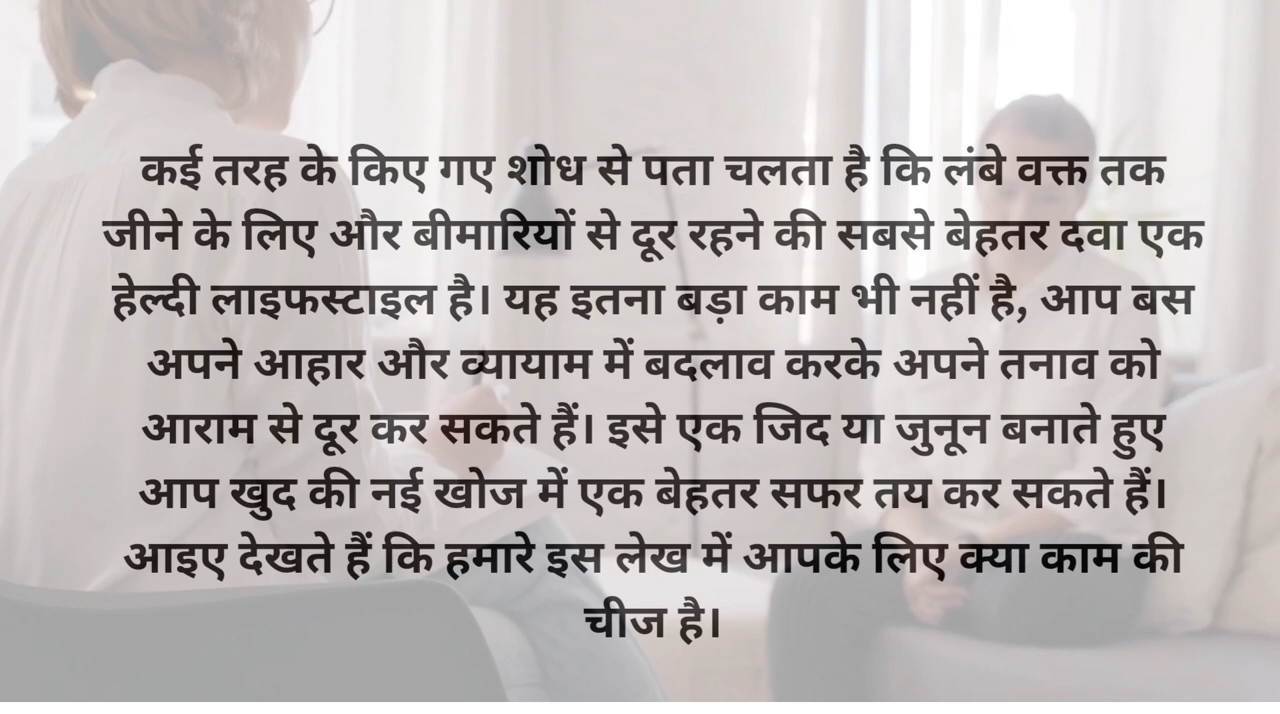 कई तरह के किए गए शोध से पता चलता है कि लंबे वक्त तक
जीने के लिए और बीमारियों से दूर रहने की सबसे बेहतर दवा एक
हेल्दी लाइफस्टाइल है। यह इतना बड़ा काम भी नहीं है, आप बस
अपने आहार और व्यायाम में बदलाव करके अपने तनाव को
आराम से दूर कर सकते हैं। इसे एक जिद या जुनून बनाते हुए
आप खुद की नई खोज में एक बेहतर सफर तय कर सकते हैं।
आइए देखते हैं कि हमारे इस लेख में आपके लिए क्या काम की
चीज है।